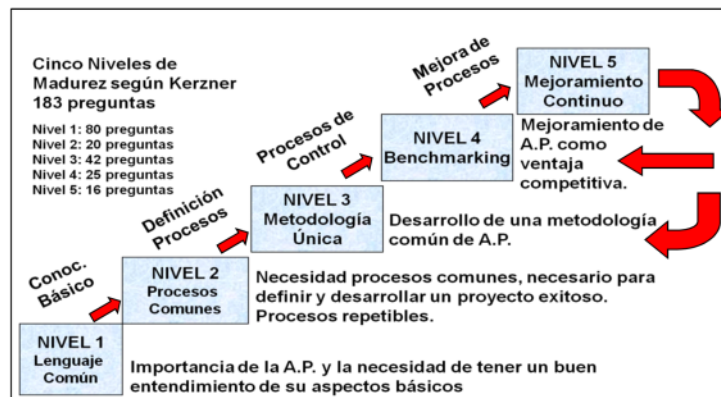 Cinco Niveles de
Madurez según Kerzner
183 preguntas
Nivel 1: 80 preguntas
Nivel 2: 20 preguntas
Nivel 3: 42 preguntas
Nivel 4: 25 preguntas
Nivel 5: 16 preguntas
Mejora de
Procesos
NIVEL 5
Mejoramiento
Continuo
Procesos de
Control
NIVEL 4
Benchmarking
Mejoramiento de
A.P. como
ventaja
competitiva.
Definición
Procesos
NIVEL 3
Metodología
Única
Desarrollo de una metodología
común de A.P.
Conoc.
Básico
NIVEL 2
Procesos
Comunes
Necesidad procesos comunes, necesario para
definir y desarrollar un proyecto exitoso.
Procesos repetibles.
NIVEL 1
Lenguaje
Común
Importancia de la A.P. y la necesidad de tener un buen
entendimiento de su aspectos básicos